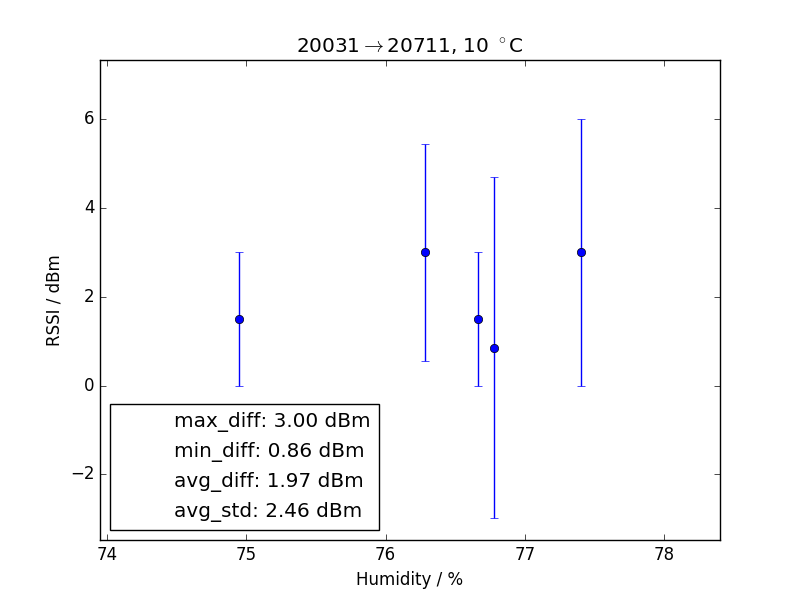 20031→20711, 10 °C
6
4
2
0
−2
RSSI / dBm
max_diff: 3.00 dBm
min_diff: 0.86 dBm
avg_diff: 1.97 dBm
avg_std: 2.46 dBm
74 75 76 77 78
Humidity / %